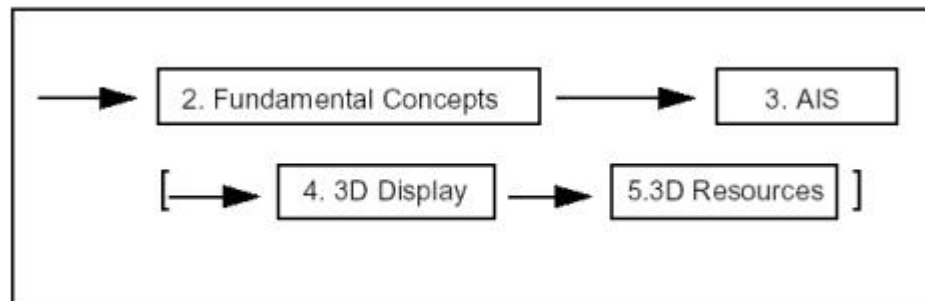 2. Fundamental Concepts 3. AIS
[ 4. 3D Display 5.3D Resources ]